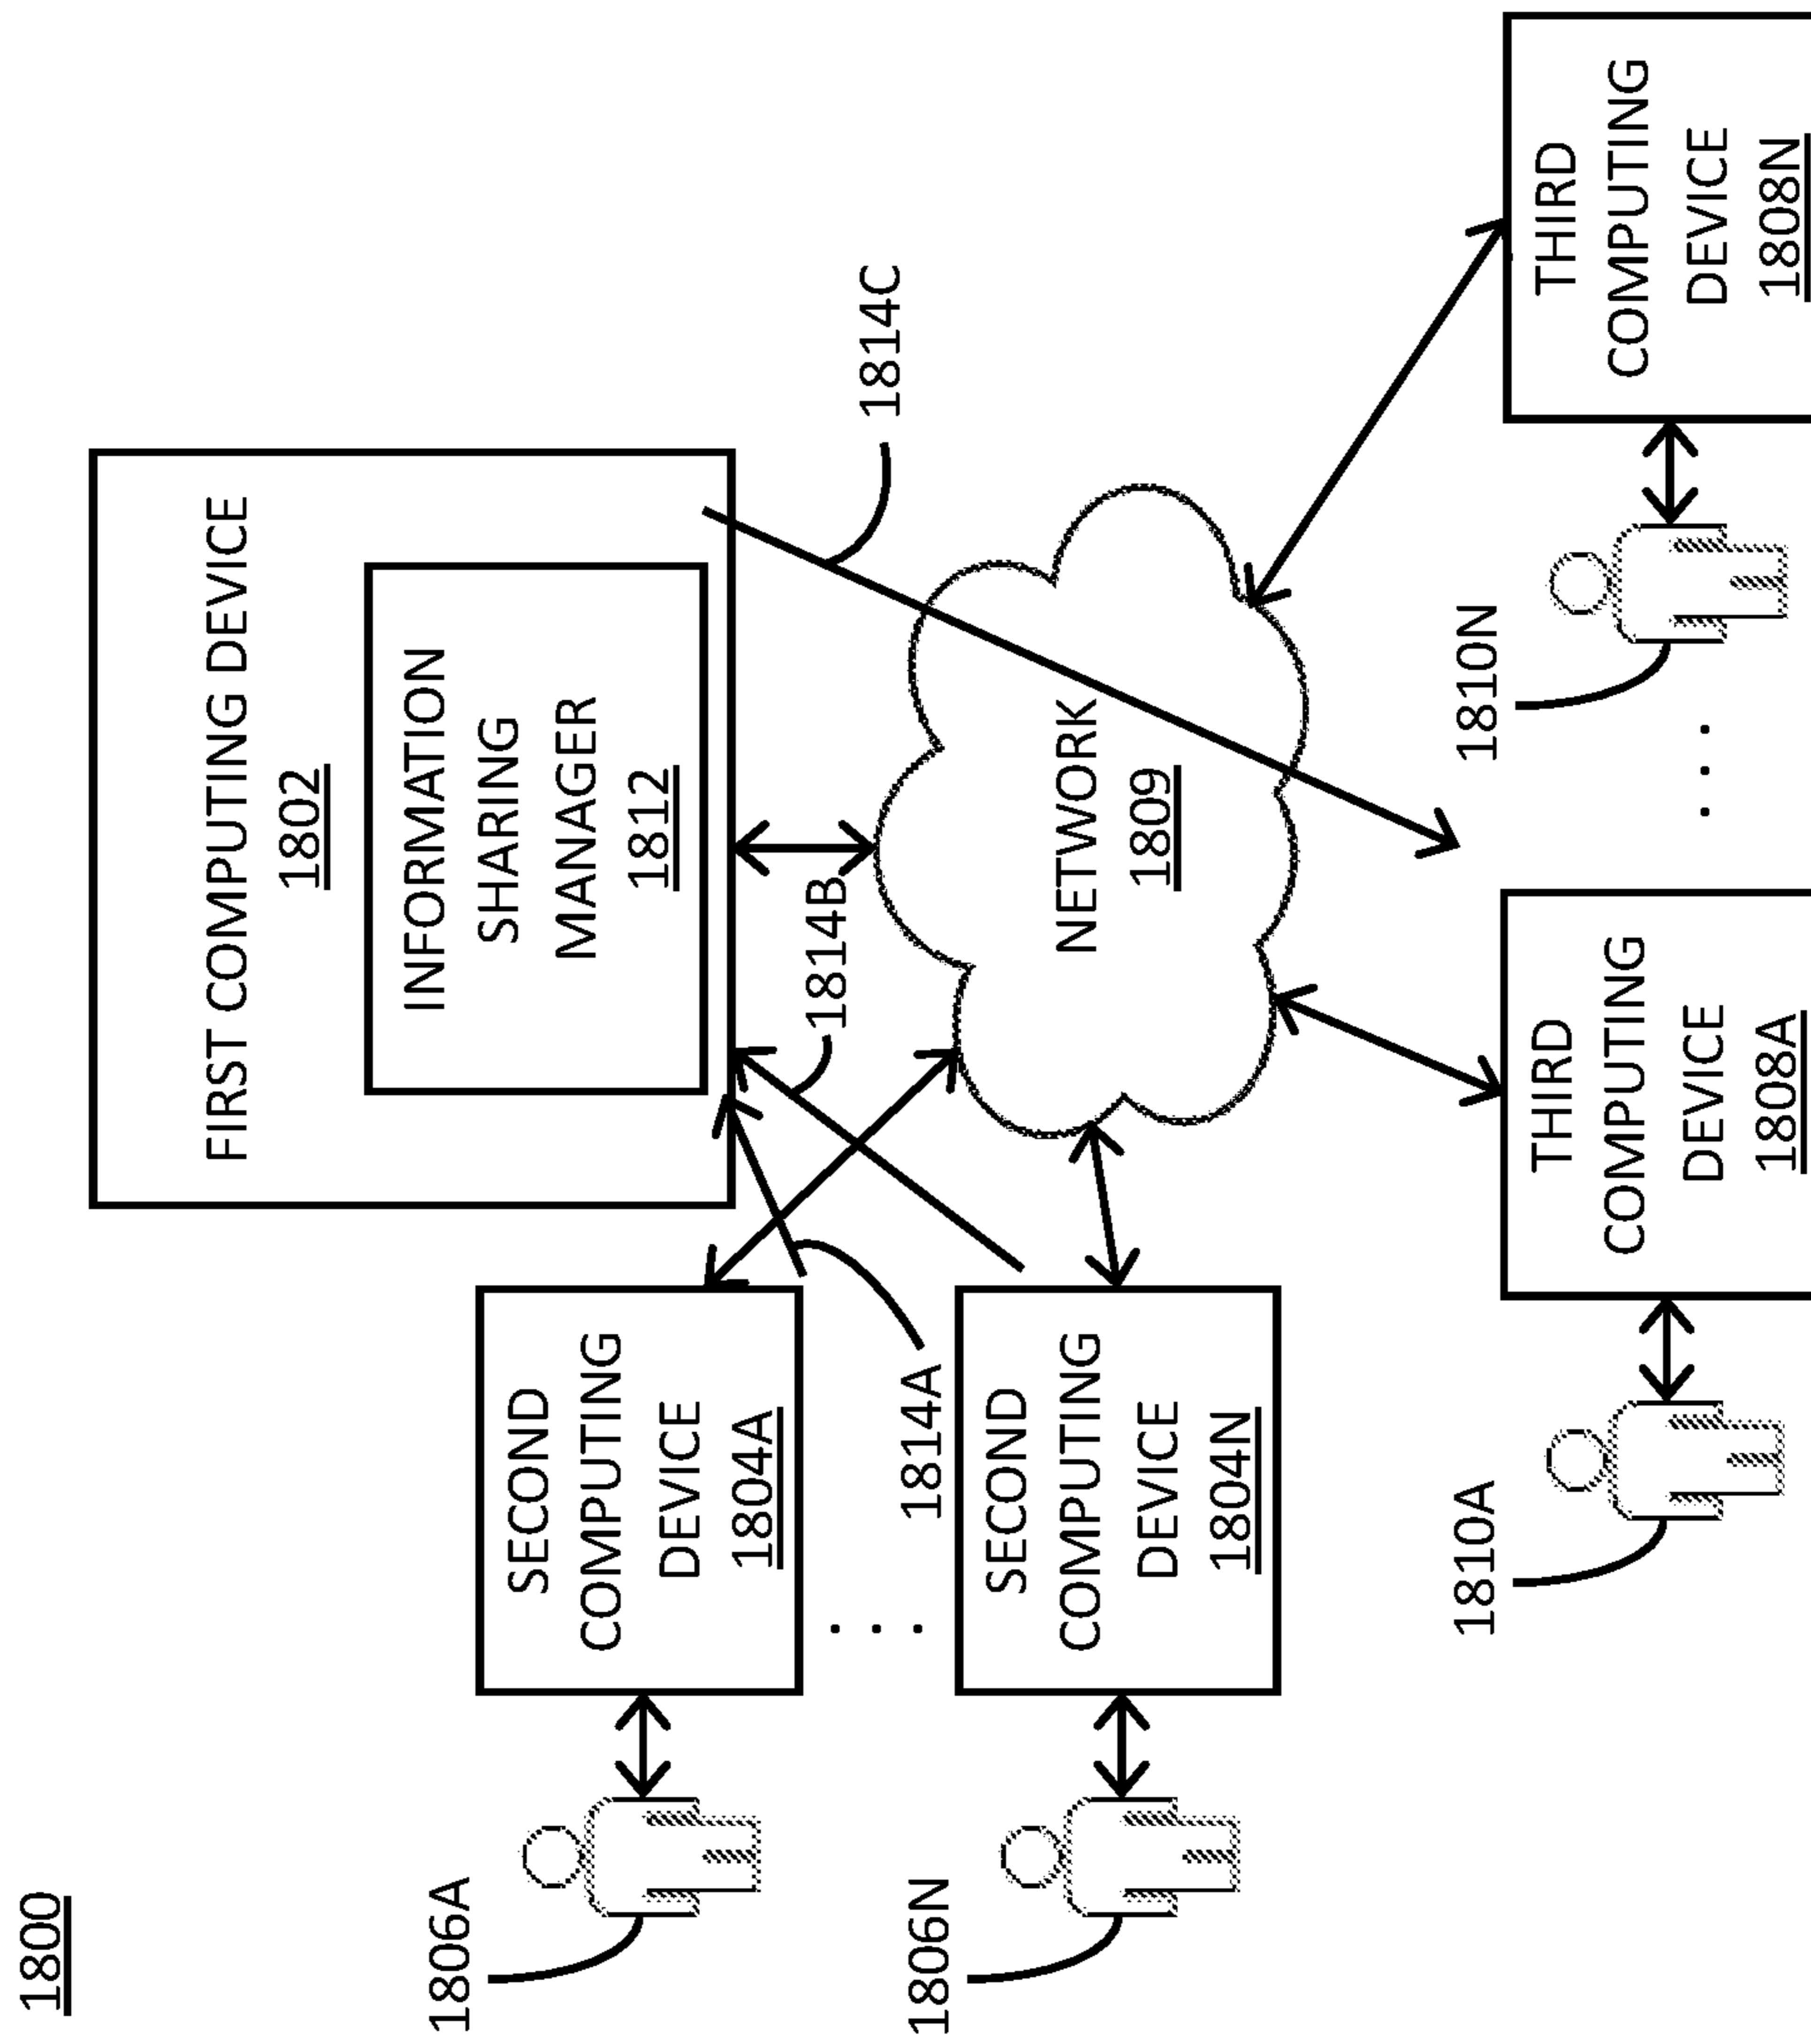 1800
FIRST COMPUTING DEVICE
1802
INFORMATION
SHARING
MANAGER
1812
1806A
SECOND
COMPUTING
DEVICE
1804A
. . .
1814B
1814C
1814A
1806N
SECOND
COMPUTING
DEVICE
1804N
NETWORK
1809
1810A
THIRD
COMPUTING
DEVICE
1808A
. . .
1810N
THIRD
COMPUTING
DEVICE
1808N